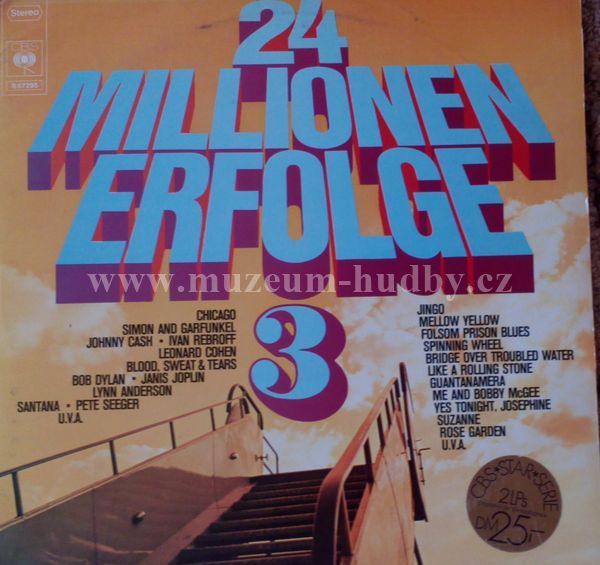 Stereo
CBS
S 67295
24
MILLIONEN
ERFOLGE
3
www.muzeum-hudby.cz
CHICAGO
SIMON AND GARFUNKEL
JOHNNY CASH • IVAN REBROFF
LEONARD COHEN
BLOOD, SWEAT & TEARS
BOB DYLAN • JANIS JOPLIN
LYNN ANDERSON
SANTANA • PETE SEEGER
U.V.A.
JINGO
MELLOW YELLOW
FOLSOM PRISON BLUES
SPINNING WHEEL
BRIDGE OVER TROUBLED WATER
LIKE A ROLLING STONE
GUANTANAMERA
ME AND BOBBY McGEE
YES TONIGHT, JOSEPHINE
SUZANNE
ROSE GARDEN
U.V.A.
CBS•STAR•SERIE
2 LPs
DM 25,-